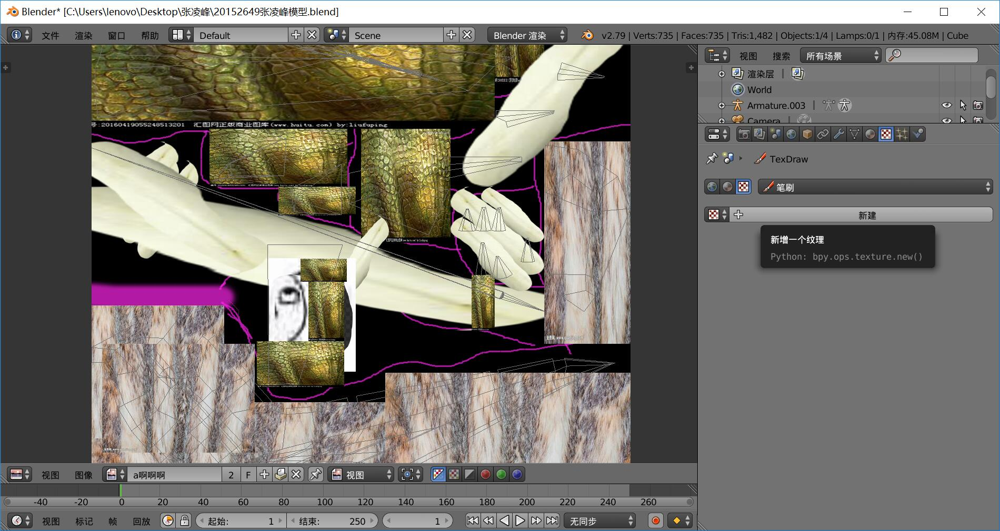 Blender* [C:\Users\lenovo\Desktop\张凌峰\20152649张凌峰模型.blend]
文件 渲染 窗口 帮助 Default Scene Blender 渲染 v2.79 | Verts:735 | Faces:735 | Tris:1,482 | Objects:1/4 | Lamps:0/1 | 内存:45.08M | Cube
视图 搜索 所有场景
渲染层
World
Armature.003
Camera
号:20160419055248513201 汇图网正版商业图库(www.huitu.com) by:liufuping
TexDraw
笔刷
新建
新增一个纹理
Python: bpy.ops.texture.new()
视图 图像 a啊啊啊 2 F 视图
-40 -20 0 20 40 60 80 100 120 140 160 180 200 220 240 260
视图 标记 帧 回放 起始: 1 结束: 250 1 无同步